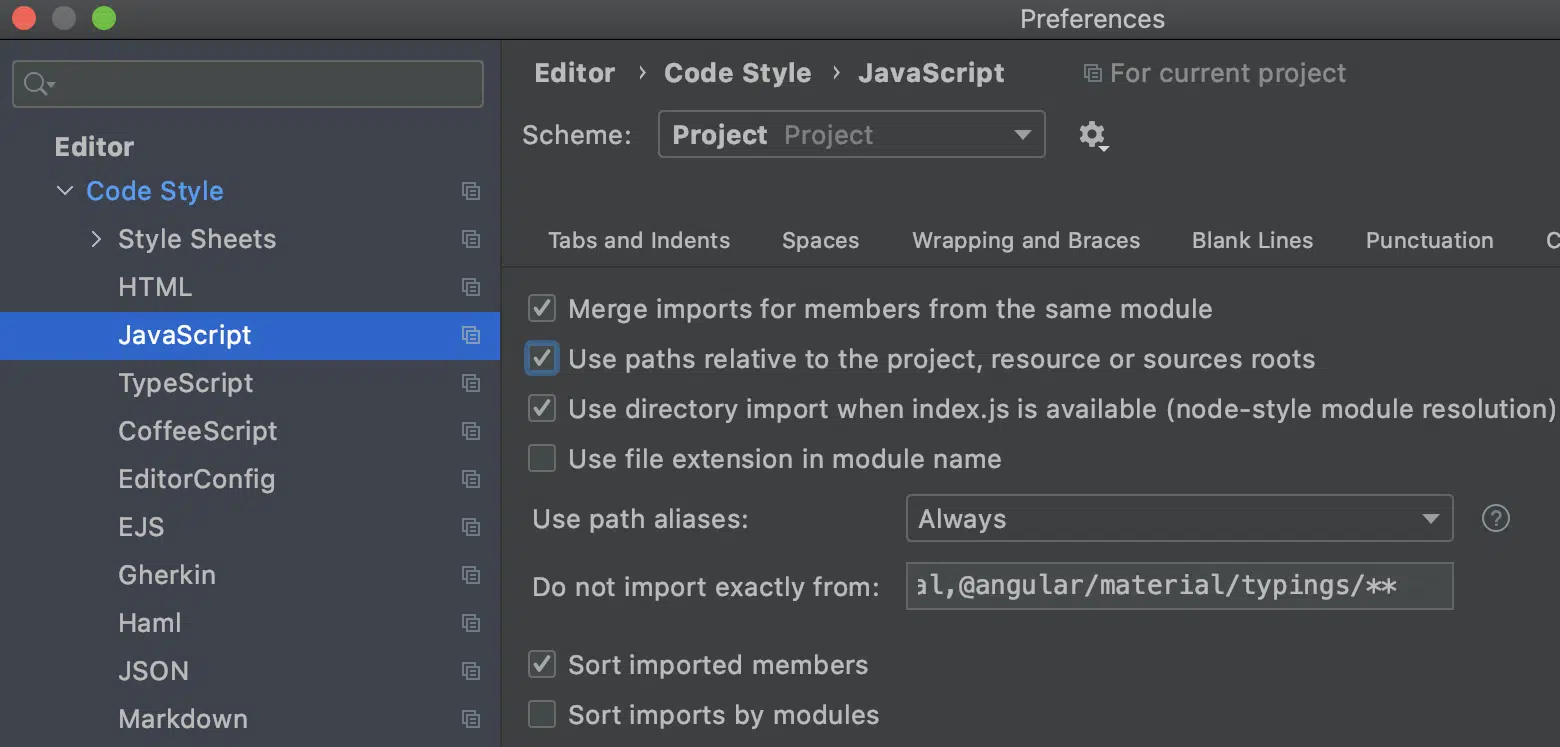 Preferences
Editor
Code Style
Style Sheets
HTML
JavaScript
TypeScript
CoffeeScript
EditorConfig
EJS
Gherkin
Haml
JSON
Markdown
Editor › Code Style › JavaScript For current project
Scheme: Project Project
Tabs and Indents Spaces Wrapping and Braces Blank Lines Punctuation
Merge imports for members from the same module
Use paths relative to the project, resource or sources roots
Use directory import when index.js is available (node-style module resolution)
Use file extension in module name
Use path aliases: Always ?
Do not import exactly from: al,@angular/material/typings/**
Sort imported members
Sort imports by modules